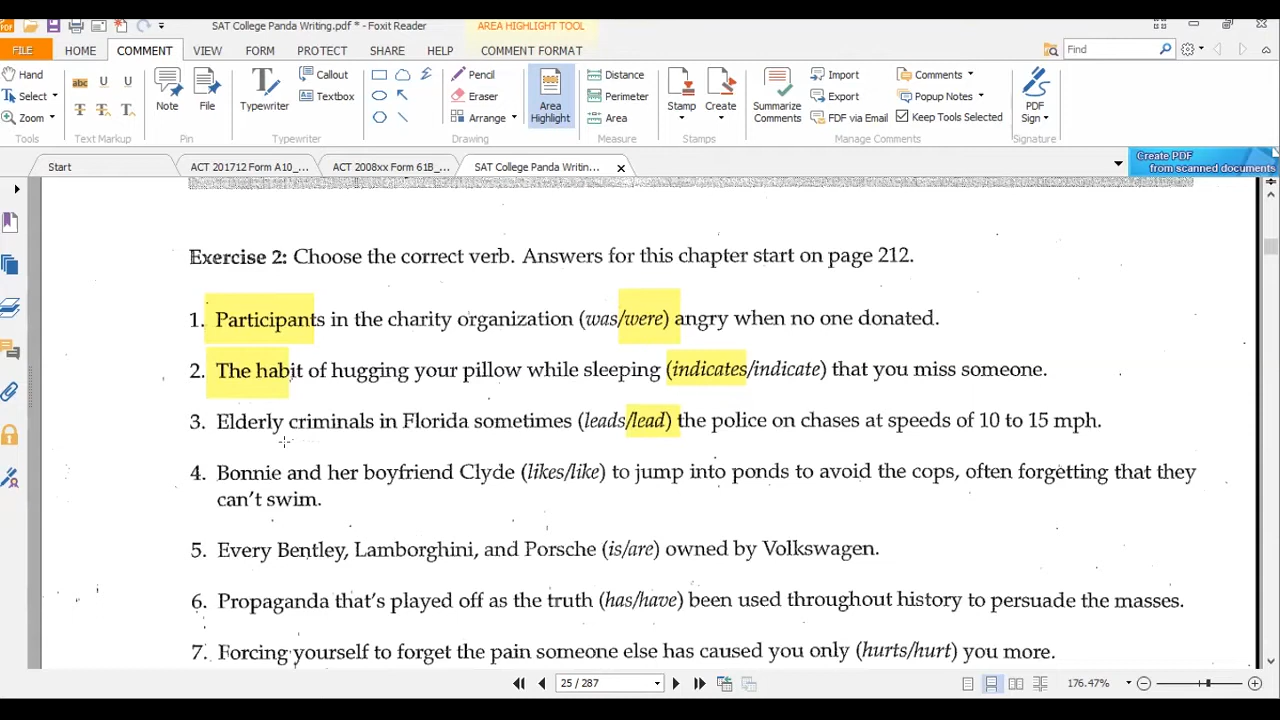 SAT College Panda Writing.pdf * - Foxit Reader
AREA HIGHLIGHT TOOL
FILE HOME COMMENT VIEW FORM PROTECT SHARE HELP COMMENT FORMAT Find
Hand Callout Pencil Distance Import Comments
Select Note File Typewriter Textbox Eraser Area Highlight Perimeter Stamp Create Summarize Comments Export Popup Notes PDF Sign
Zoom Arrange Area FDF via Email Keep Tools Selected
Tools Text Markup Pin Typewriter Drawing Measure Stamps Manage Comments Signature
Start ACT 201712 Form A10_... ACT 2008xx Form 61B_... SAT College Panda Writin... Create PDF
from scanned documents
Exercise 2: Choose the correct verb. Answers for this chapter start on page 212.
1. Participants in the charity organization (was/were) angry when no one donated.
2. The habit of hugging your pillow while sleeping (indicates/indicate) that you miss someone.
3. Elderly criminals in Florida sometimes (leads/lead) the police on chases at speeds of 10 to 15 mph.
4. Bonnie and her boyfriend Clyde (likes/like) to jump into ponds to avoid the cops, often forgetting that they
can't swim.
5. Every Bentley, Lamborghini, and Porsche (is/are) owned by Volkswagen.
6. Propaganda that's played off as the truth (has/have) been used throughout history to persuade the masses.
7. Forcing yourself to forget the pain someone else has caused you only (hurts/hurt) you more.
25 / 287 176.47%